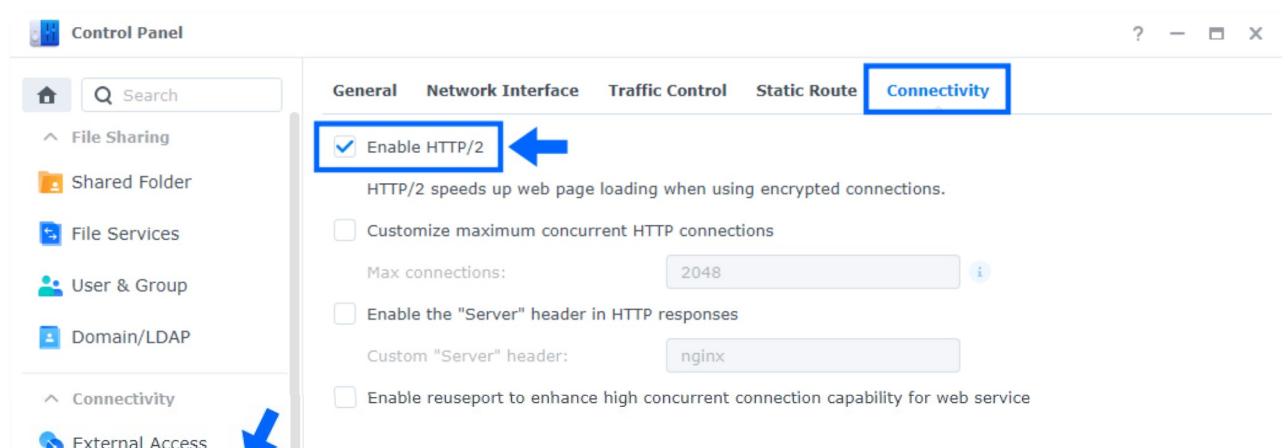 Control Panel
?
Search
General Network Interface Traffic Control Static Route Connectivity
File Sharing
Enable HTTP/2
Shared Folder
HTTP/2 speeds up web page loading when using encrypted connections.
File Services
Customize maximum concurrent HTTP connections
User & Group
Max connections: 2048 i
Enable the "Server" header in HTTP responses
Domain/LDAP
Custom "Server" header: nginx
Connectivity
Enable reuseport to enhance high concurrent connection capability for web service
External Access